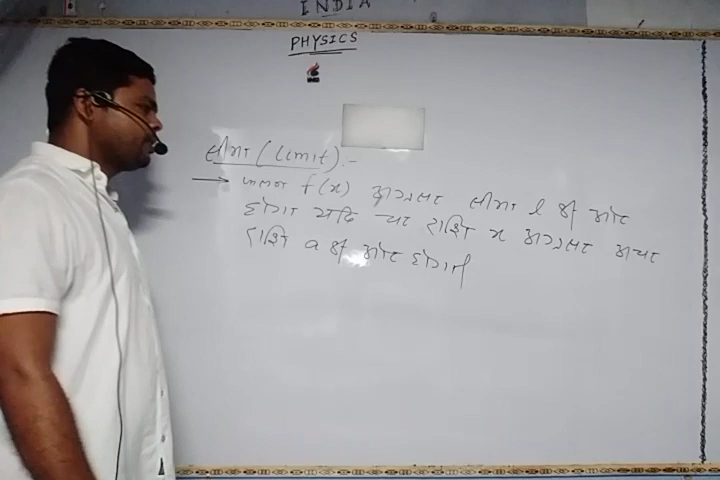 INDIA
PHYSICS
सीमा (Limit):-
→ फलन f(x) अग्रसर सीमा l की ओर
होगा यदि चर राशि x अग्रसर अचर
राशि a की ओर होगा।